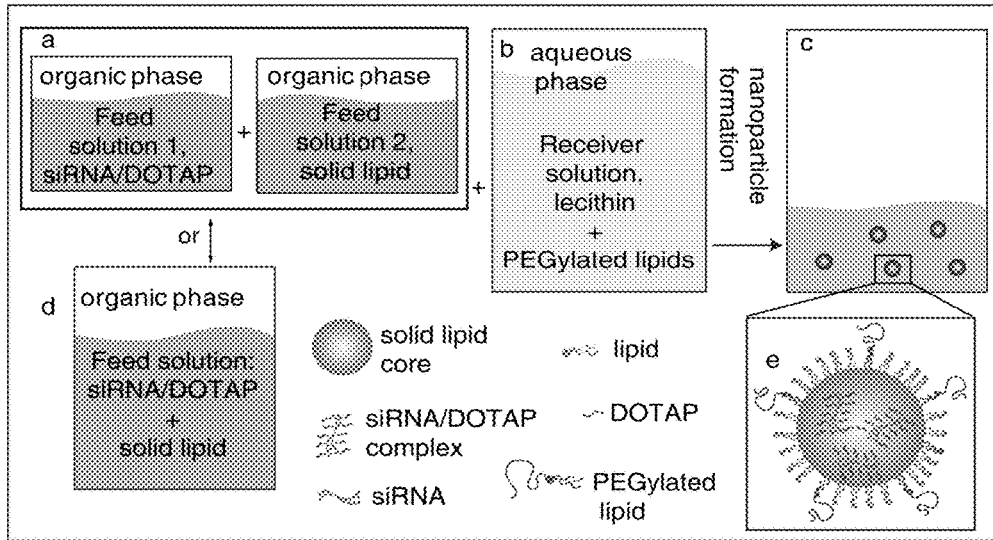 a
organic phase
Feed
solution 1,
siRNA/DOTAP
+
organic phase
Feed
solution 2,
solid lipid
+
b
aqueous
phase
Receiver
solution,
lecithin
+
PEGylated lipids
nanoparticle
formation
c
or
d
organic phase
Feed solution:
siRNA/DOTAP
+
solid lipid
solid lipid
core
lipid
siRNA/DOTAP
complex
DOTAP
siRNA
PEGylated
lipid
e